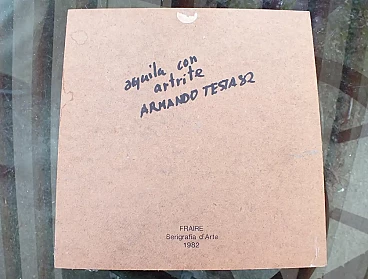 aquila con
artrite
ARMANDO TESTA 82
FRAIRE
Serigrafia d'Arte
1982